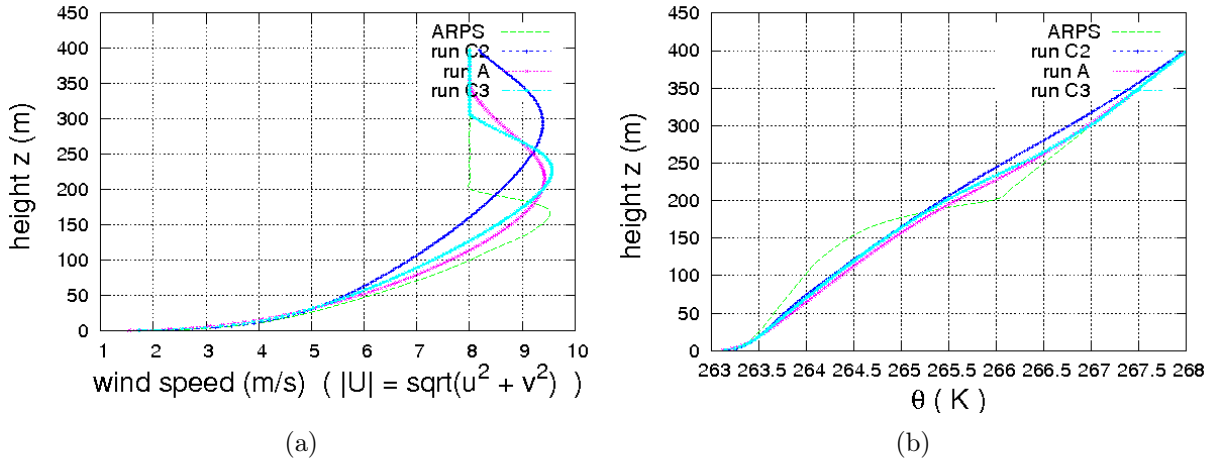 450
400
350
300
250
200
150
100
50
0
height z (m)
ARPS
run C2
run A
run C3
1 2 3 4 5 6 7 8 9 10
wind speed (m/s) ( |U| = sqrt(u² + v²) )
(a)
450
400
350
300
250
200
150
100
50
0
height z (m)
ARPS
run C2
run A
run C3
263 263.5 264 264.5 265 265.5 266 266.5 267 267.5 268
θ ( K )
(b)